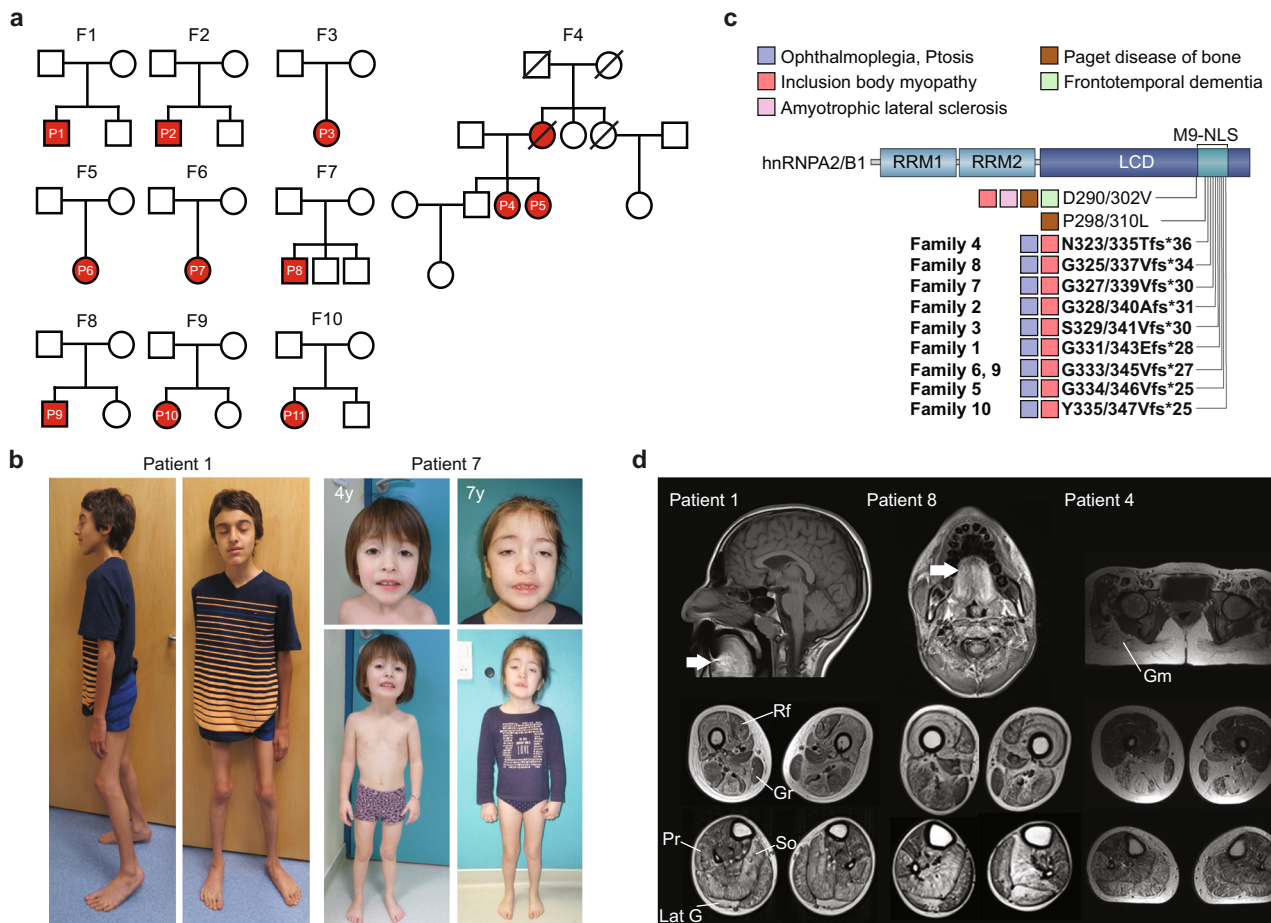 a
F1
F2
F3
F4
P1
P2
P3
F5
F6
F7
P4
P5
P6
P7
P8
F8
F9
F10
P9
P10
P11
b
Patient 1
Patient 7
4y
7y
LOVE
c
Ophthalmoplegia, Ptosis
Inclusion body myopathy
Amyotrophic lateral sclerosis
Paget disease of bone
Frontotemporal dementia
M9-NLS
hnRNPA2/B1
RRM1
RRM2
LCD
D290/302V
P298/310L
Family 4 N323/335Tfs*36
Family 8 G325/337Vfs*34
Family 7 G327/339Vfs*30
Family 2 G328/340Afs*31
Family 3 S329/341Vfs*30
Family 1 G331/343Efs*28
Family 6, 9 G333/345Vfs*27
Family 5 G334/346Vfs*25
Family 10 Y335/347Vfs*25
d
Patient 1
Patient 8
Patient 4
Gm
Rf
Gr
Pr
So
Lat G